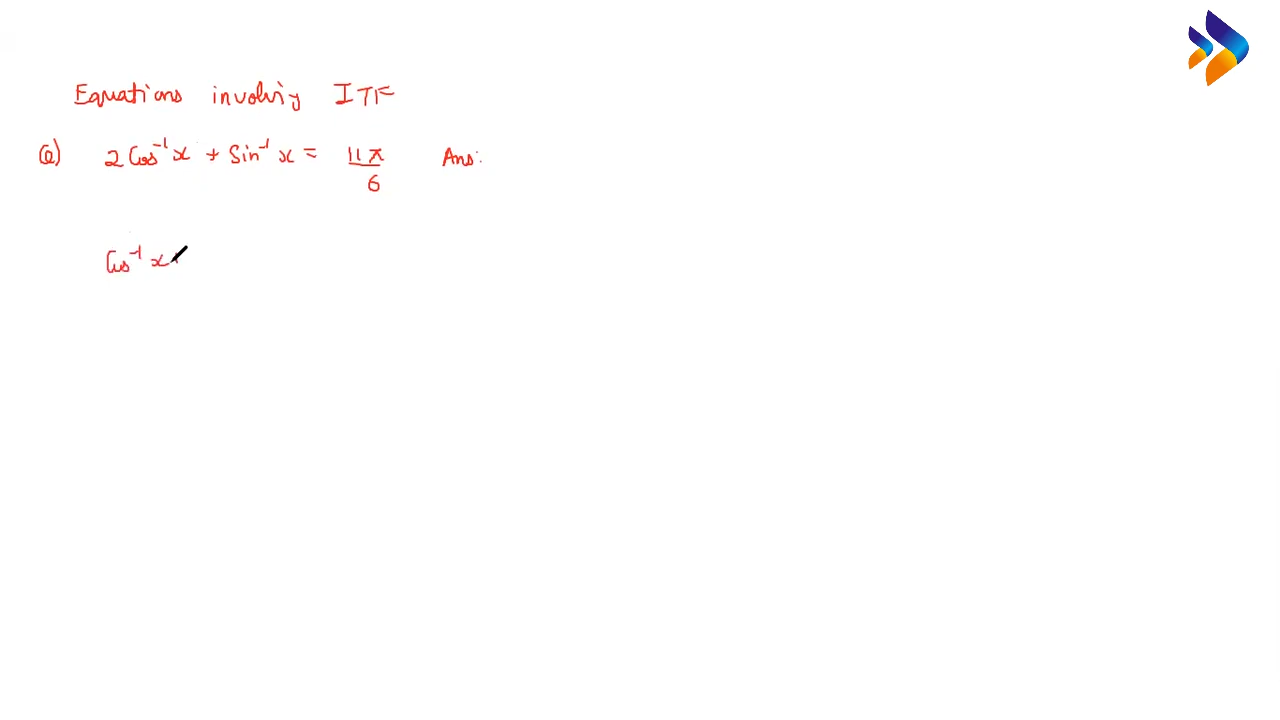 Equations involving ITF
Q) 2 Cos⁻¹ x + Sin⁻¹ x = 11π/6 Ans:
Cos⁻¹ x